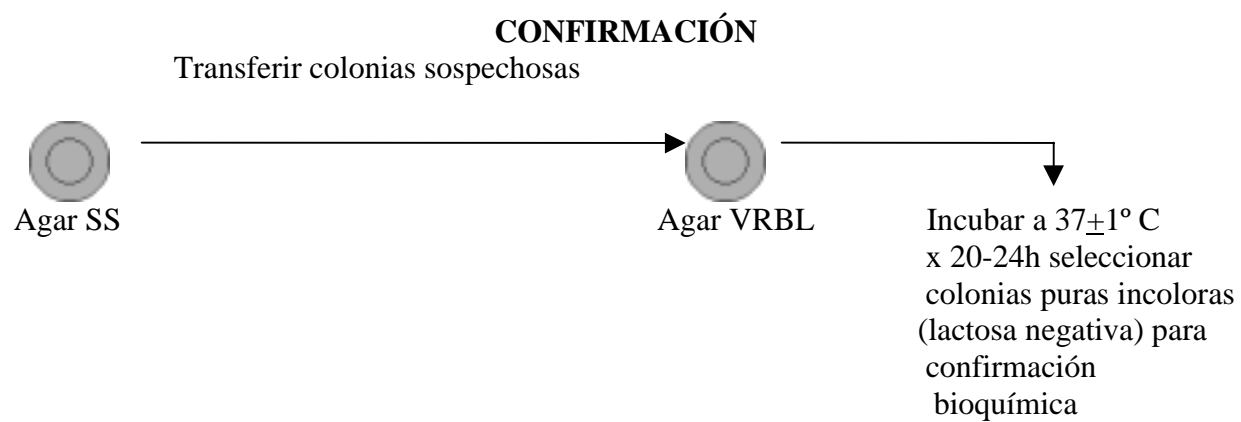 CONFIRMACIÓN
Transferir colonias sospechosas
Agar SS
Agar VRBL
Incubar a 37±1º C
x 20-24h seleccionar
colonias puras incoloras
(lactosa negativa) para
confirmación
bioquímica